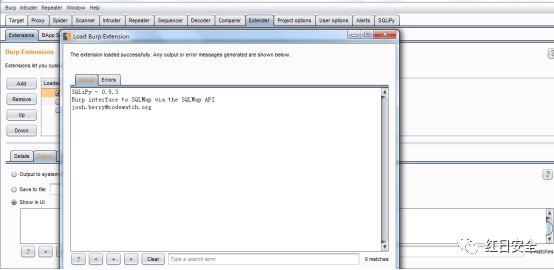 Burp Intruder Repeater Window Help
Target Proxy Spider Scanner Intruder Repeater Sequencer Decoder Comparer Extender Project options User options Alerts SQLiPy
Extensions
Load Burp Extension
Burp Extensions
The extension loaded successfully. Any output or error messages generated are shown below.
Extensions let you
Add
Remove
Up
Down
Output Errors
SQLiPy - 0.5.3
Burp interface to SQLMap via the SQLMap API
josh.berry@codewatch.org
Details Output
Output to system
Save to file:
Show in UI:
? < + > Clear Type a search term 0 matches
? <
matches
红日安全